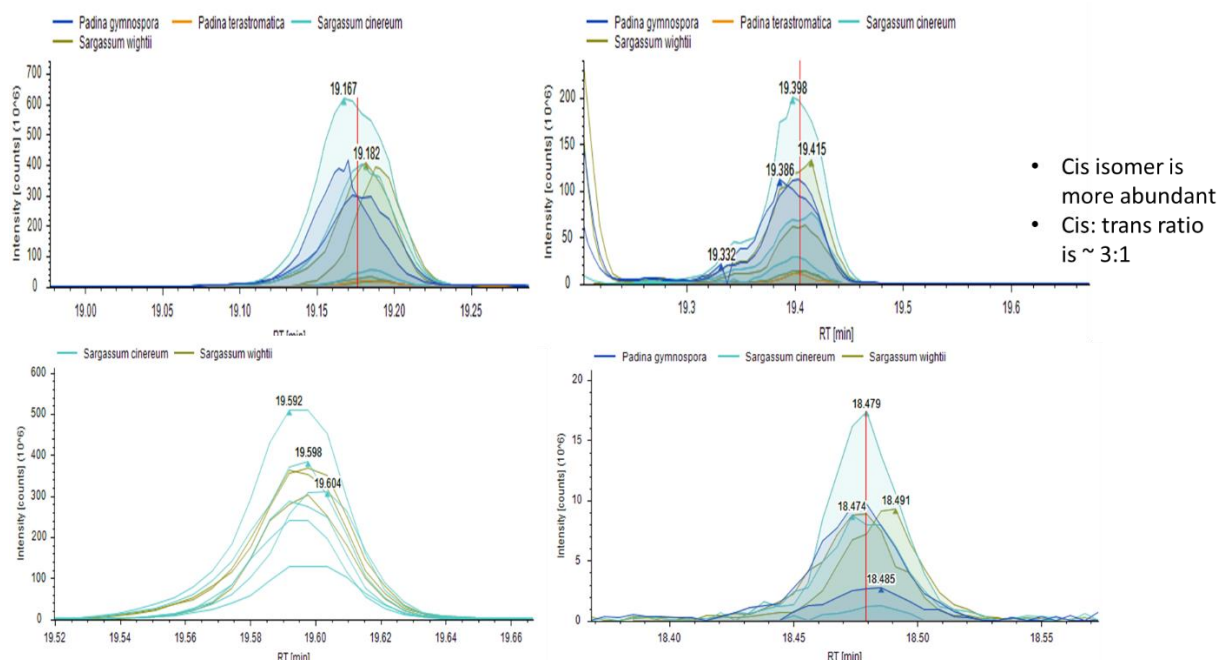 Padina gymnospora Padina terastromatica Sargassum cinereum
Sargassum wightii
Intensity [counts] (10^6)
700
600
500
400
300
200
100
0
19.167
19.182
19.00 19.05 19.10 19.15 19.20 19.25
RT [min]
Padina gymnospora Padina terastromatica Sargassum cinereum
Sargassum wightii
Intensity [counts] (10^6)
200
150
100
50
0
19.398
19.415
19.386
19.332
19.3 19.4 19.5 19.6
RT [min]
• Cis isomer is
more abundant
• Cis: trans ratio
is ~ 3:1
Sargassum cinereum Sargassum wightii
Intensity [counts] (10^6)
600
500
400
300
200
100
0
19.592
19.598
19.604
19.52 19.54 19.56 19.58 19.60 19.62 19.64 19.66
RT [min]
Padina gymnospora Sargassum cinereum Sargassum wightii
Intensity [counts] (10^6)
20
15
10
5
0
18.479
18.474
18.491
18.485
18.40 18.45 18.50 18.55
RT [min]